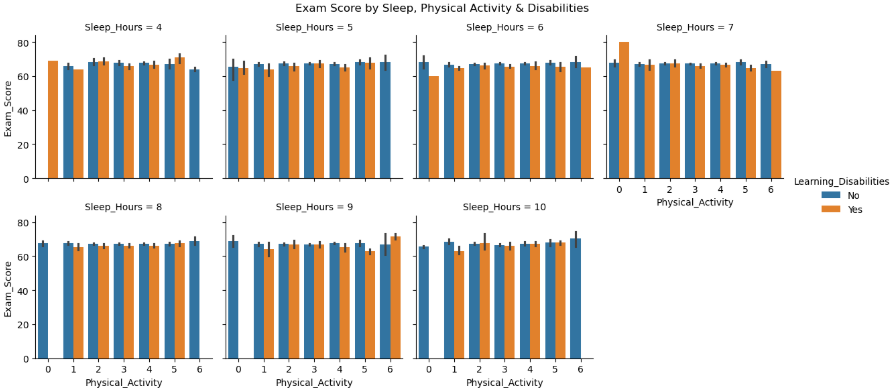 Exam Score by Sleep, Physical Activity & Disabilities
Sleep_Hours = 4
Sleep_Hours = 5
Sleep_Hours = 6
Sleep_Hours = 7
80
60
40
20
0
Exam_Score
0 1 2 3 4 5 6
Physical_Activity
Learning_Disabilities
No
Yes
Sleep_Hours = 8
Sleep_Hours = 9
Sleep_Hours = 10
80
60
40
20
0
Exam_Score
0 1 2 3 4 5 6
0 1 2 3 4 5 6
0 1 2 3 4 5 6
Physical_Activity
Physical_Activity
Physical_Activity